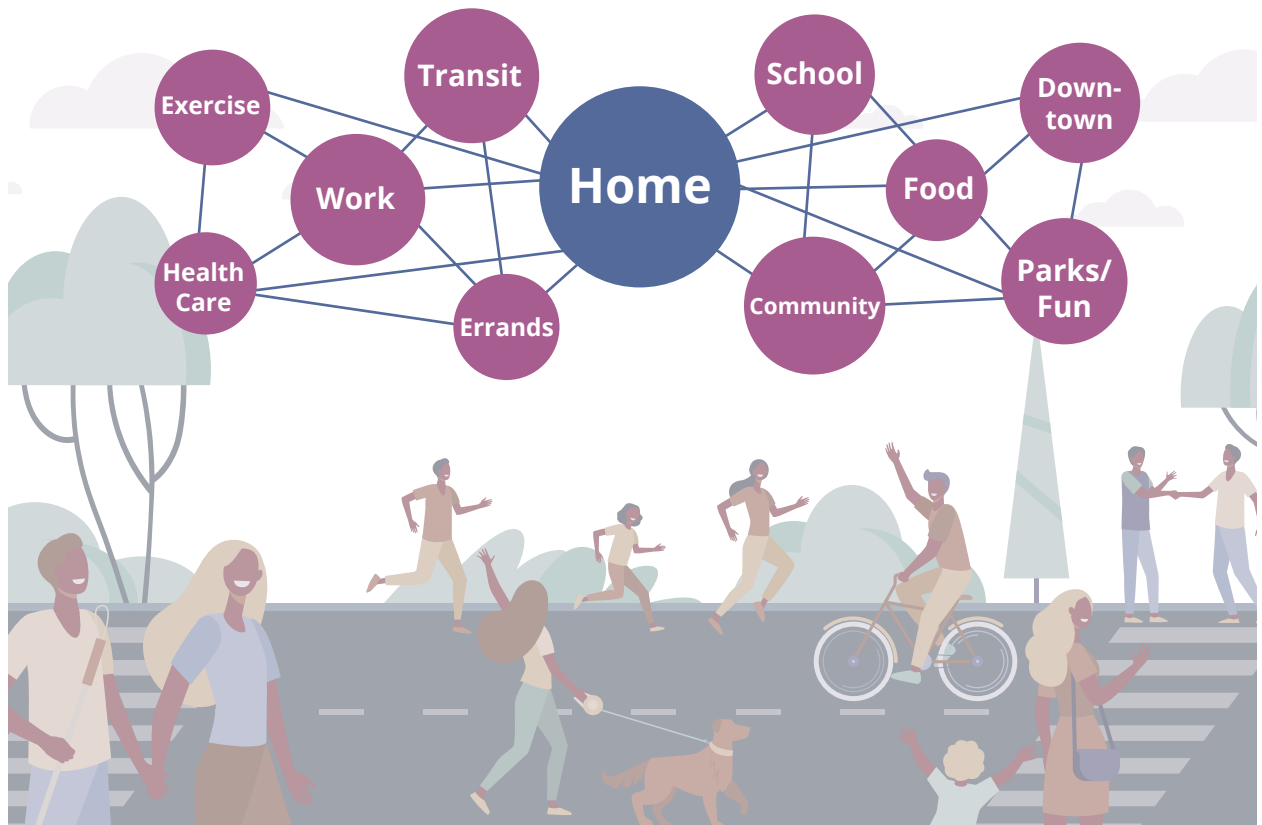 Transit
School
Exercise
Down-
town
Work
Home
Food
Health
Care
Parks/
Fun
Community
Errands